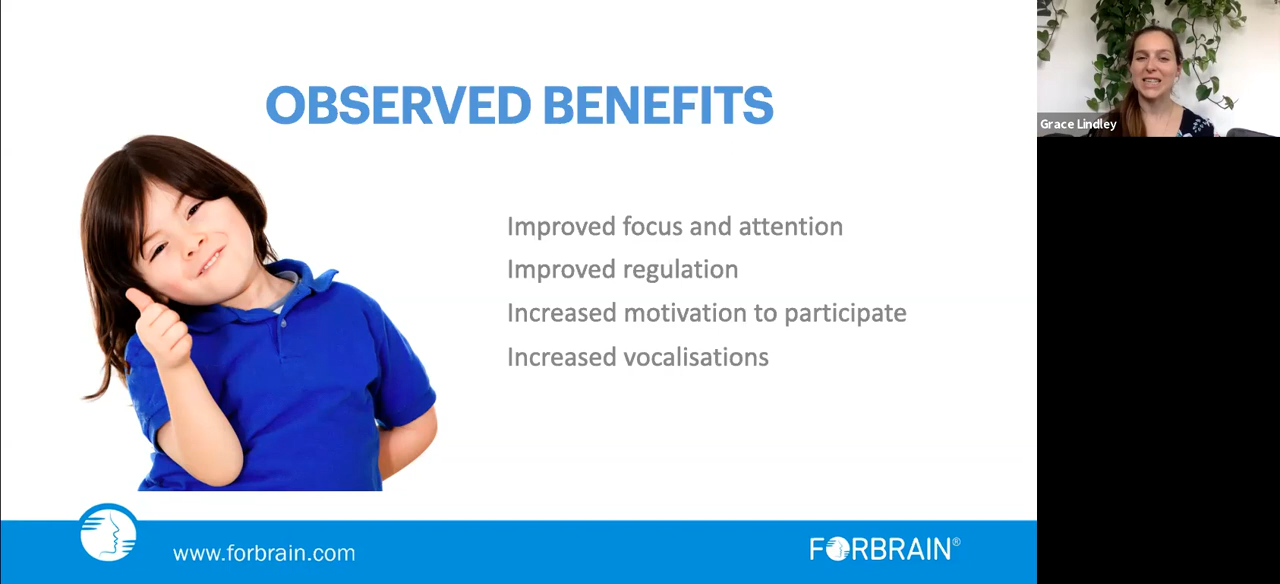 OBSERVED BENEFITS
Grace Lindley
Improved focus and attention
Improved regulation
Increased motivation to participate
Increased vocalisations
www.forbrain.com
FORBRAIN®